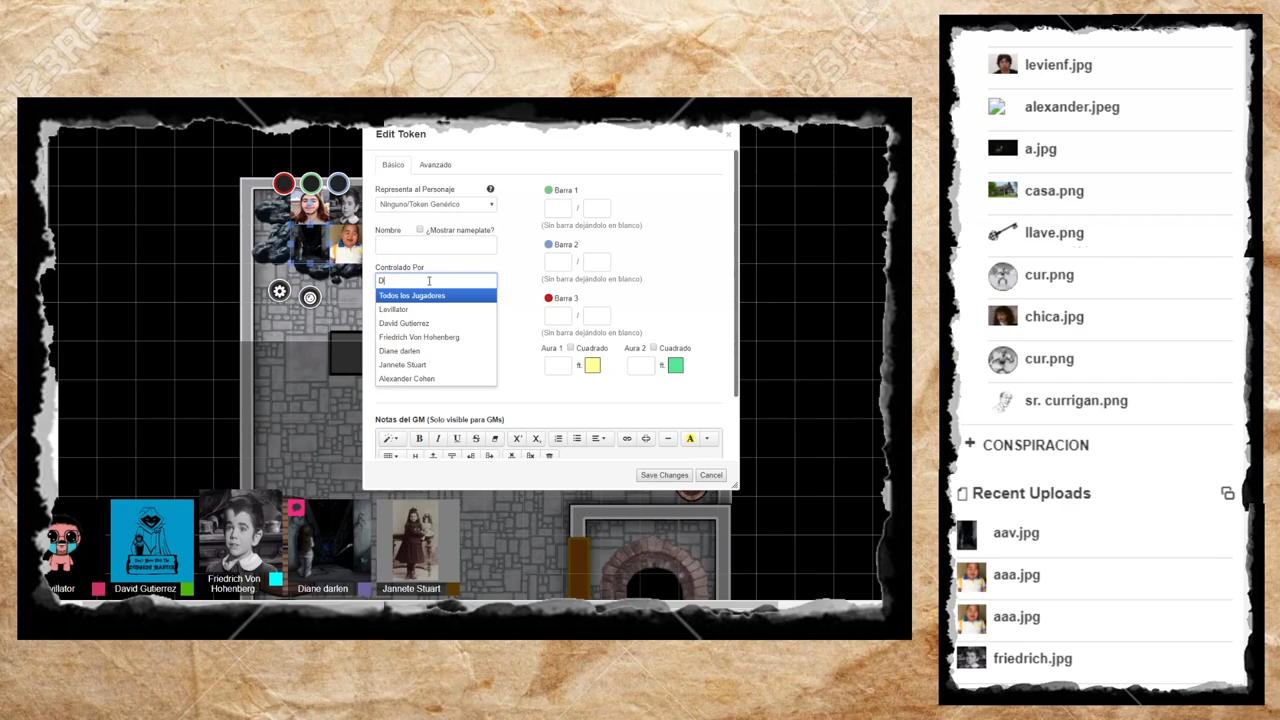 123RF
Edit Token
×
Básico
Avanzado
Representa al Personaje
Ninguno/Token Genérico
Nombre
¿Mostrar nameplate?
Controlado Por
D
Todos los Jugadores
Levillator
David Gutierrez
Friedrich Von Hohenberg
Diane darlen
Jannete Stuart
Alexander Cohen
Barra 1
/
(Sin barra dejándolo en blanco)
Barra 2
/
(Sin barra dejándolo en blanco)
Barra 3
/
(Sin barra dejándolo en blanco)
Aura 1
Cuadrado
Aura 2
Cuadrado
ft.
ft.
Notas del GM (Solo visible para GMs)
Save Changes
Cancel
villator
David Gutierrez
Friedrich Von
Hohenberg
Diane darlen
Jannete Stuart
levienf.jpg
alexander.jpeg
a.jpg
casa.png
llave.png
cur.png
chica.jpg
cur.png
sr. currigan.png
CONSPIRACION
Recent Uploads
aav.jpg
aaa.jpg
aaa.jpg
friedrich.jpg